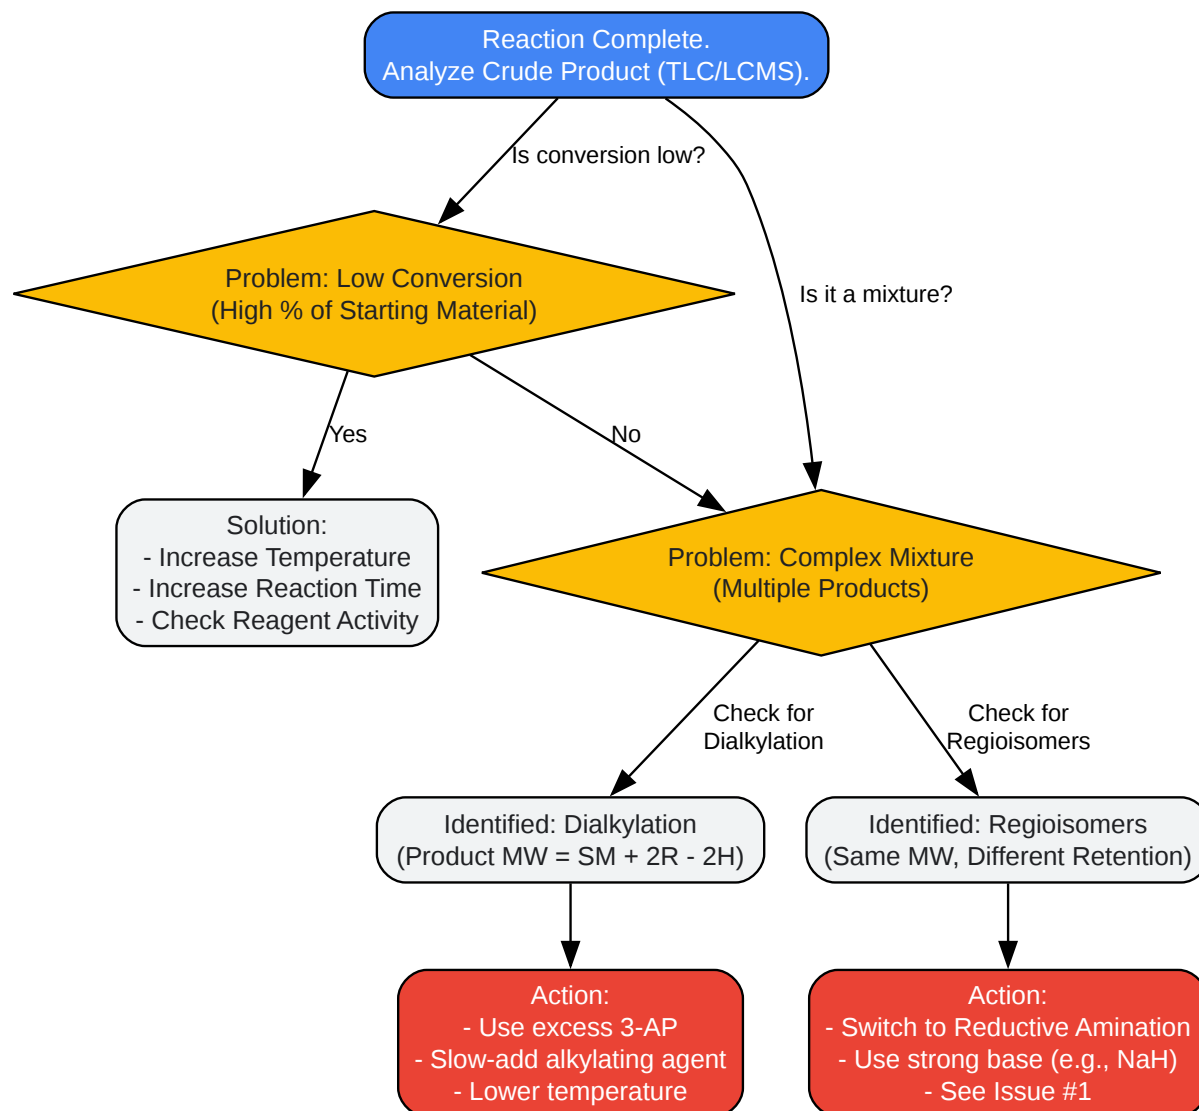 Reaction Complete.
Analyze Crude Product (TLC/LCMS).
Is conversion low?
Problem: Low Conversion
(High % of Starting Material)
Is it a mixture?
Yes
No
Solution:
- Increase Temperature
- Increase Reaction Time
- Check Reagent Activity
Problem: Complex Mixture
(Multiple Products)
Check for
Dialkylation
Check for
Regioisomers
Identified: Dialkylation
(Product MW = SM + 2R - 2H)
Identified: Regioisomers
(Same MW, Different Retention)
Action:
- Use excess 3-AP
- Slow-add alkylating agent
- Lower temperature
Action:
- Switch to Reductive Amination
- Use strong base (e.g., NaH)
- See Issue #1